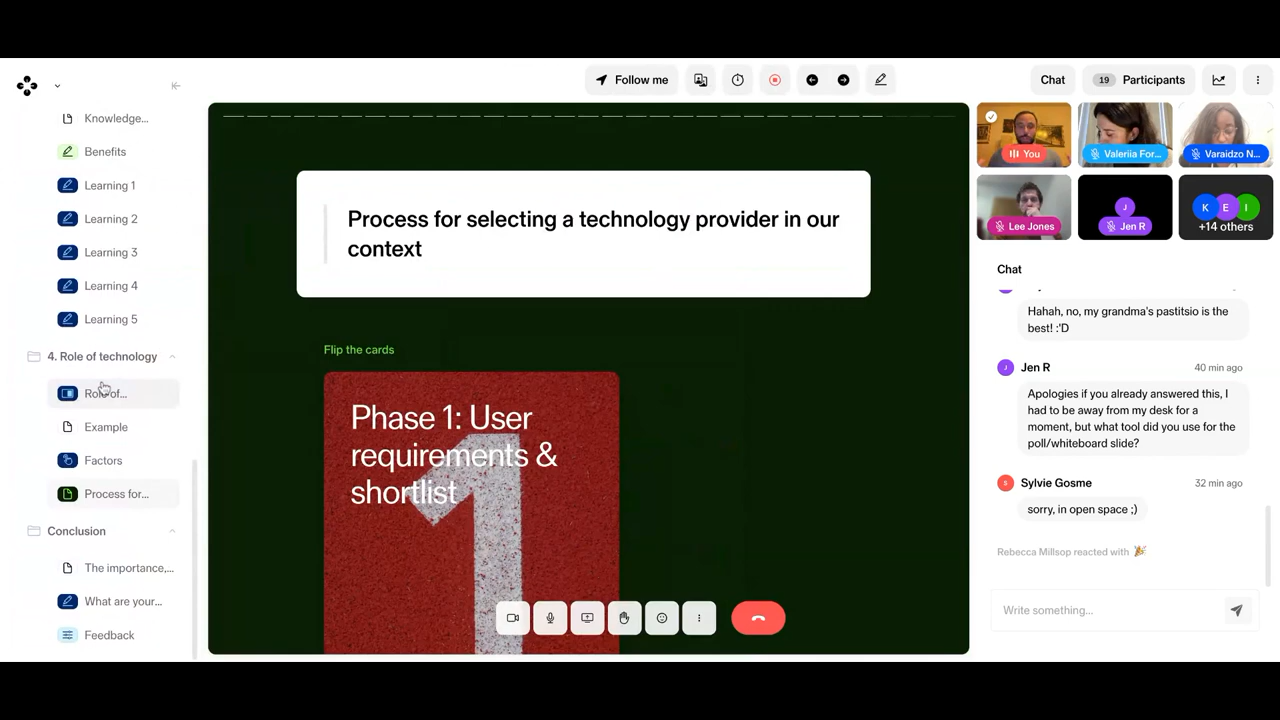 Follow me
Chat
19 Participants
Knowledge...
Benefits
Learning 1
Learning 2
Learning 3
Learning 4
Learning 5
4. Role of technology
Role of...
Example
Factors
Process for...
Conclusion
The importance,...
What are your...
Feedback
Process for selecting a technology provider in our
context
Flip the cards
Phase 1: User
requirements &
shortlist
1
You
Valeriia For...
Varaidzo N...
Lee Jones
J
Jen R
K E I
+14 others
Chat
Hahah, no, my grandma's pastitsio is the
best! :'D
J Jen R 40 min ago
Apologies if you already answered this, I
had to be away from my desk for a
moment, but what tool did you use for the
poll/whiteboard slide?
S Sylvie Gosme 32 min ago
sorry, in open space ;)
Rebecca Millsop reacted with 🎉
Write something...